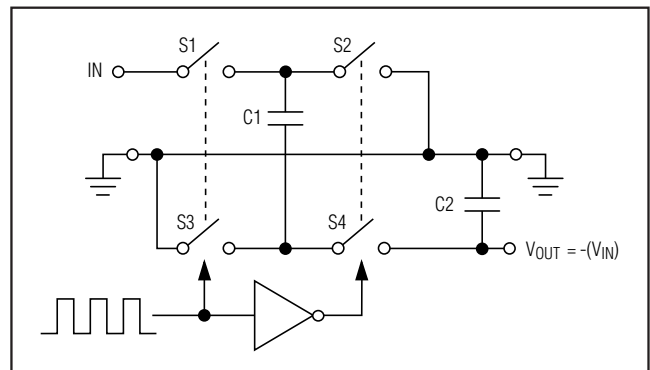 S1
S2
IN
C1
C2
S3
S4
VOUT = -(VIN)